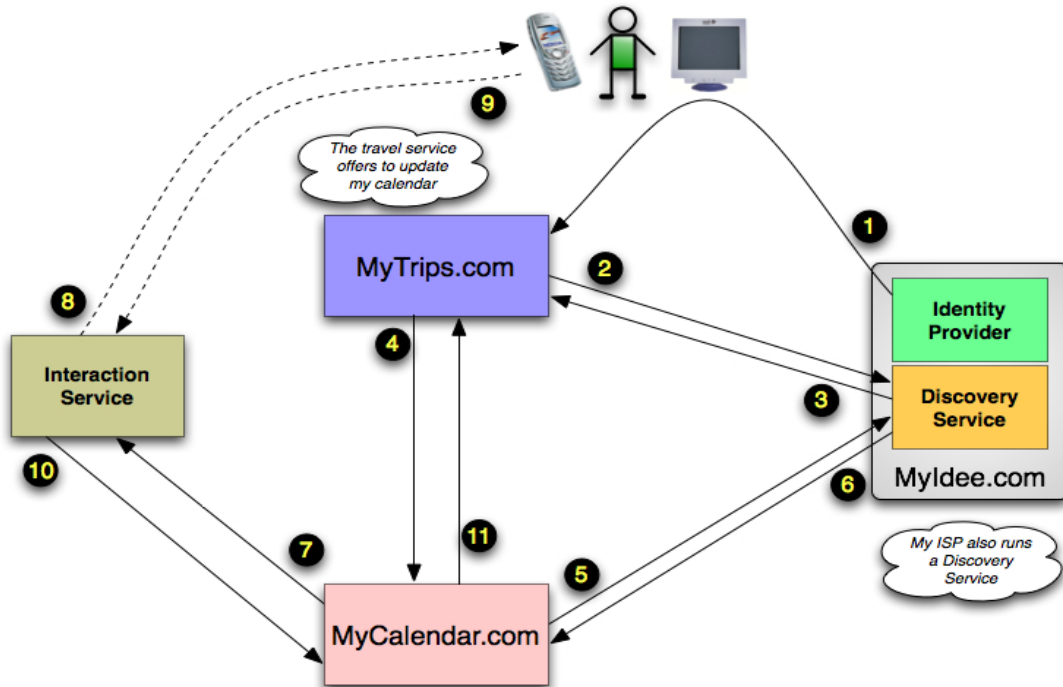 9
The travel service
offers to update
my calendar
1
MyTrips.com
2
8
Identity
Provider
4
Interaction
Service
3
Discovery
Service
10
6
MyIdee.com
11
7
5
My ISP also runs
a Discovery
Service
MyCalendar.com